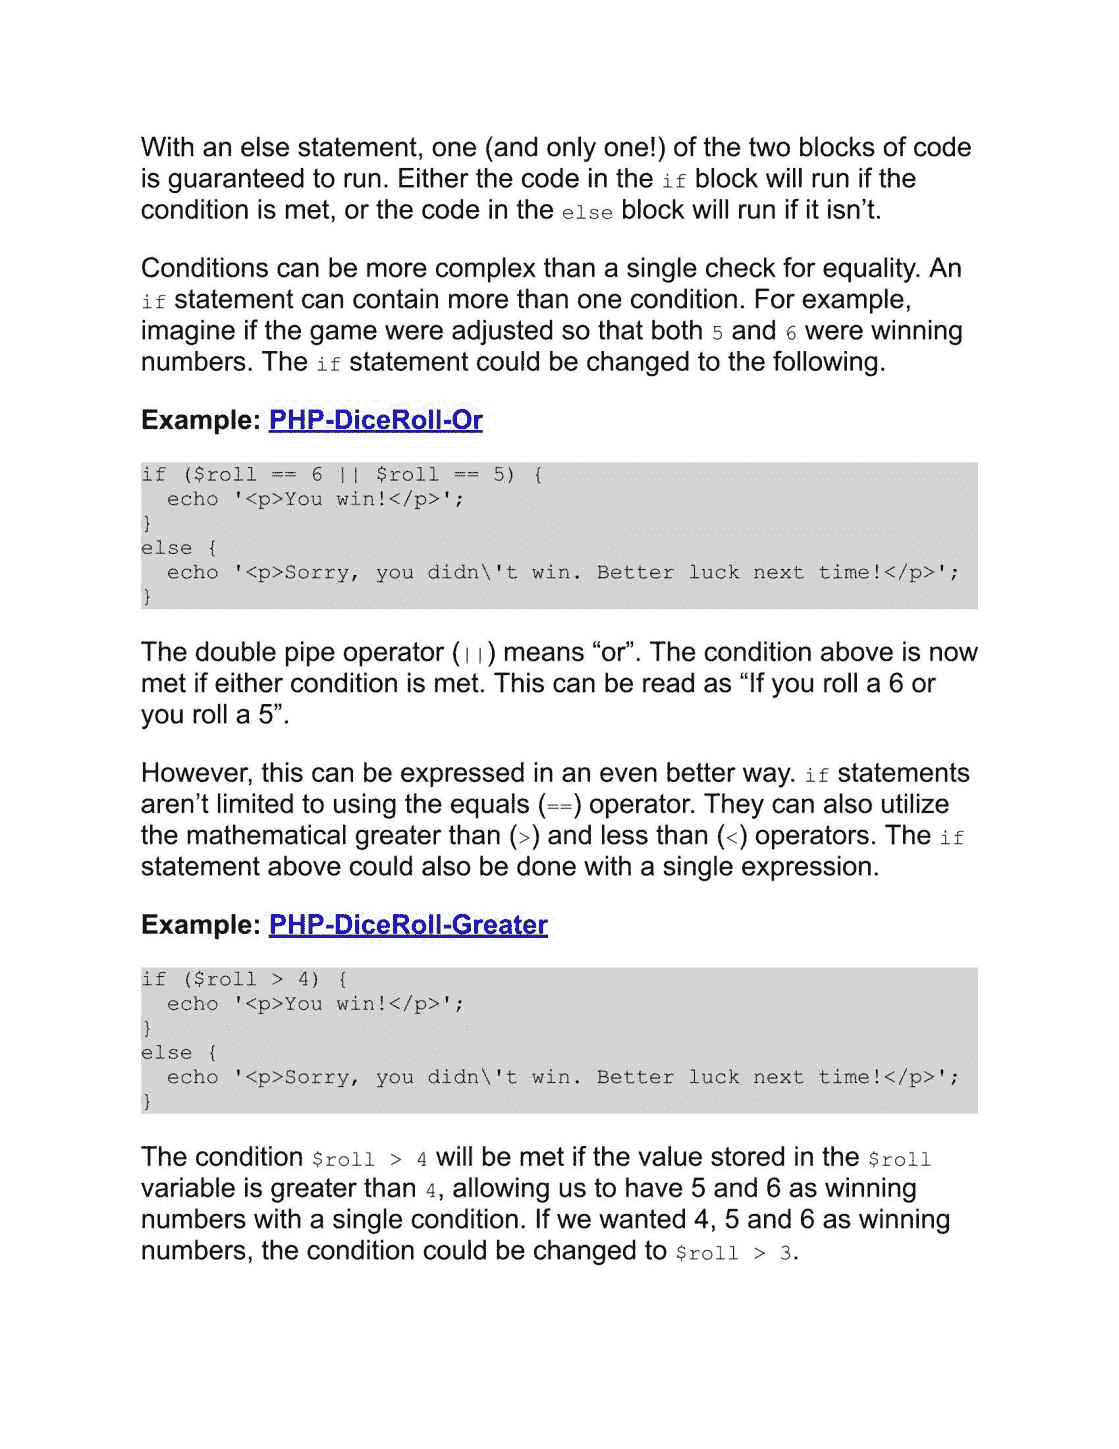 With an else statement, one (and only one!) of the two blocks of code
is guaranteed to run. Either the code in the if block will run if the
condition is met, or the code in the else block will run if it isn’t.
Conditions can be more complex than a single check for equality. An
if statement can contain more than one condition. For example,
imagine if the game were adjusted so that both 5 and 6 were winning
numbers. The if statement could be changed to the following.
Example: PHP-DiceRoll-Or
if ($roll == 6 || $roll == 5) {
  echo '<p>You win!</p>';
}
else {
  echo '<p>Sorry, you didn\'t win. Better luck next time!</p>';
}
The double pipe operator (||) means “or”. The condition above is now
met if either condition is met. This can be read as “If you roll a 6 or
you roll a 5”.
However, this can be expressed in an even better way. if statements
aren’t limited to using the equals (==) operator. They can also utilize
the mathematical greater than (>) and less than (<) operators. The if
statement above could also be done with a single expression.
Example: PHP-DiceRoll-Greater
if ($roll > 4) {
  echo '<p>You win!</p>';
}
else {
  echo '<p>Sorry, you didn\'t win. Better luck next time!</p>';
}
The condition $roll > 4 will be met if the value stored in the $roll
variable is greater than 4, allowing us to have 5 and 6 as winning
numbers with a single condition. If we wanted 4, 5 and 6 as winning
numbers, the condition could be changed to $roll > 3.